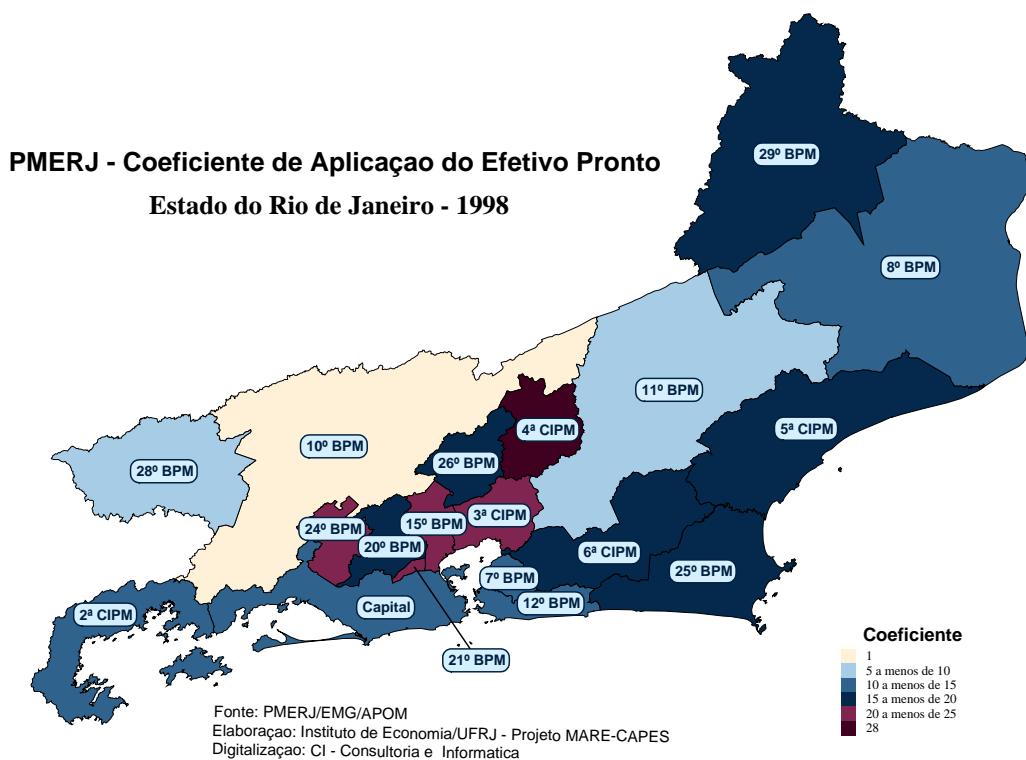 PMERJ - Coeficiente de Aplicaçao do Efetivo Pronto
Estado do Rio de Janeiro - 1998
29º BPM
8º BPM
11º BPM
4ª CIPM
5ª CIPM
10º BPM
26º BPM
28º BPM
3ª CIPM
24º BPM
15º BPM
20º BPM
6ª CIPM
7º BPM
25º BPM
12º BPM
Capital
2ª CIPM
21º BPM
Coeficiente
1
5 a menos de 10
10 a menos de 15
15 a menos de 20
20 a menos de 25
28
Fonte: PMERJ/EMG/APOM
Elaboraçao: Instituto de Economia/UFRJ - Projeto MARE-CAPES
Digitalizaçao: CI - Consultoria e Informatica